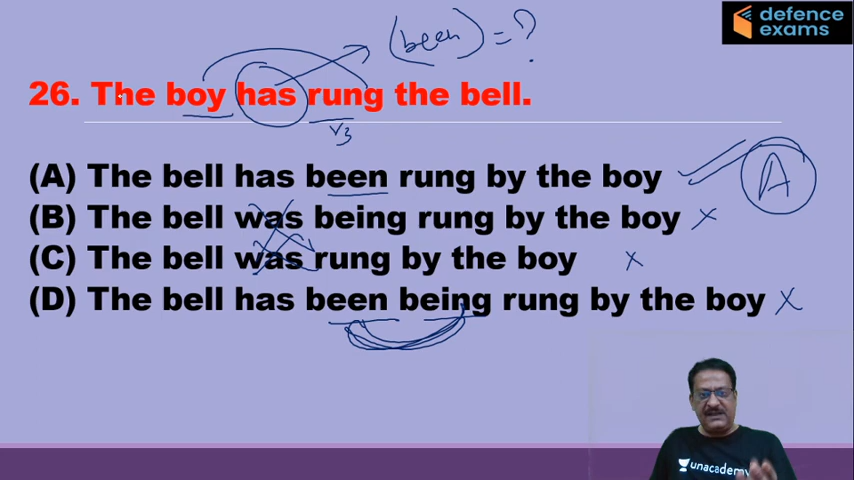 defence
exams
(been) = ?
26. The boy has rung the bell.
V3
(A) The bell has been rung by the boy
A
(B) The bell was being rung by the boy
(C) The bell was rung by the boy
(D) The bell has been being rung by the boy
unacademy